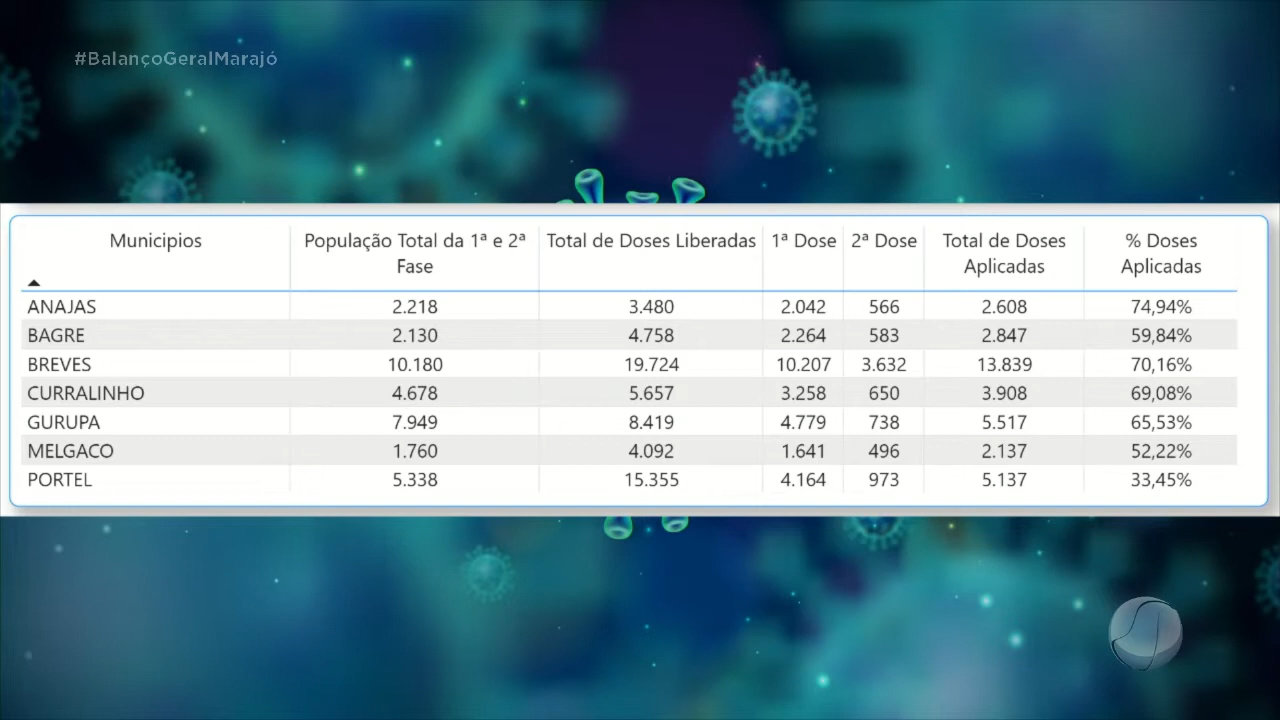 #BalançoGeralMarajó
Municipios População Total da 1ª e 2ª Fase Total de Doses Liberadas 1ª Dose 2ª Dose Total de Doses Aplicadas % Doses Aplicadas
ANAJAS 2.218 3.480 2.042 566 2.608 74,94%
BAGRE 2.130 4.758 2.264 583 2.847 59,84%
BREVES 10.180 19.724 10.207 3.632 13.839 70,16%
CURRALINHO 4.678 5.657 3.258 650 3.908 69,08%
GURUPA 7.949 8.419 4.779 738 5.517 65,53%
MELGACO 1.760 4.092 1.641 496 2.137 52,22%
PORTEL 5.338 15.355 4.164 973 5.137 33,45%